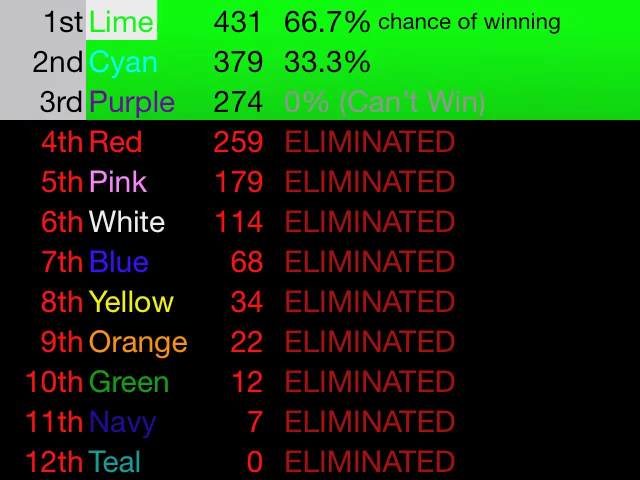 1st Lime 431 66.7% chance of winning
2nd Cyan 379 33.3%
3rd Purple 274 0% (Can't Win)
4th Red 259 ELIMINATED
5th Pink 179 ELIMINATED
6th White 114 ELIMINATED
7th Blue 68 ELIMINATED
8th Yellow 34 ELIMINATED
9th Orange 22 ELIMINATED
10th Green 12 ELIMINATED
11th Navy 7 ELIMINATED
12th Teal 0 ELIMINATED